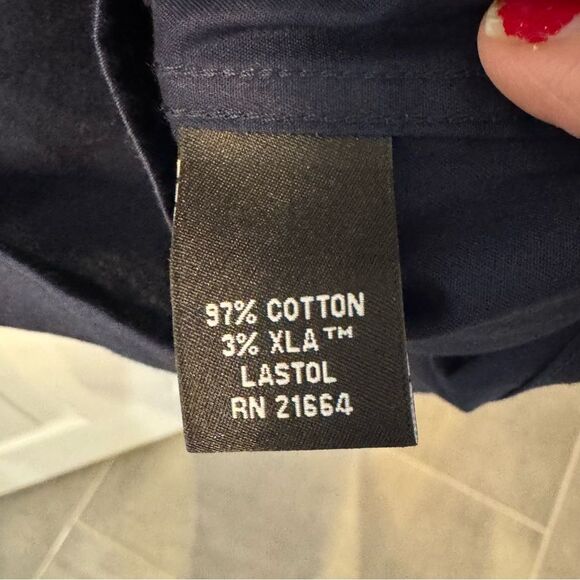 97% COTTON
3% XLA™
LASTOL
RN 21664